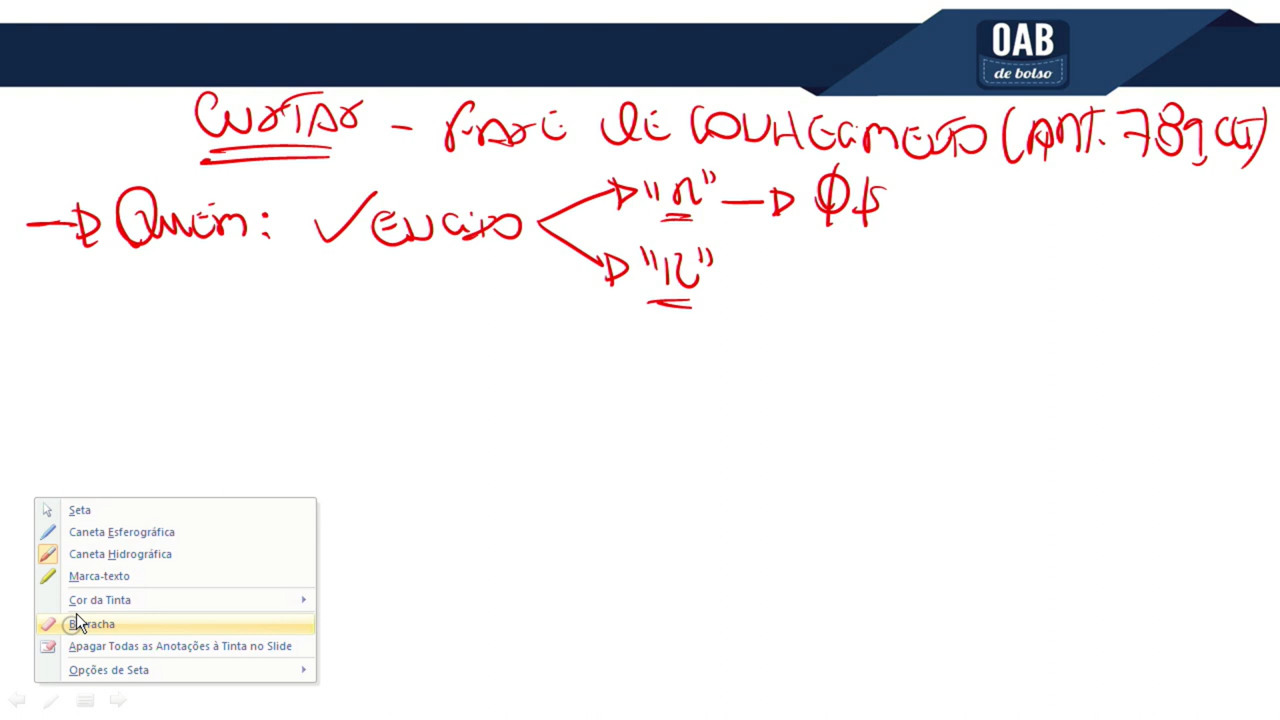 OAB
de bolso
CUSTAS - FASE DE CONHECIMENTO (ART. 789, CLT)
→ QUEM: VENCIDO → "R" → Ø $
→ "R"
Seta
Caneta Esferográfica
Caneta Hidrográfica
Marca-texto
Cor da Tinta
Borracha
Apagar Todas as Anotações à Tinta no Slide
Opções de Seta